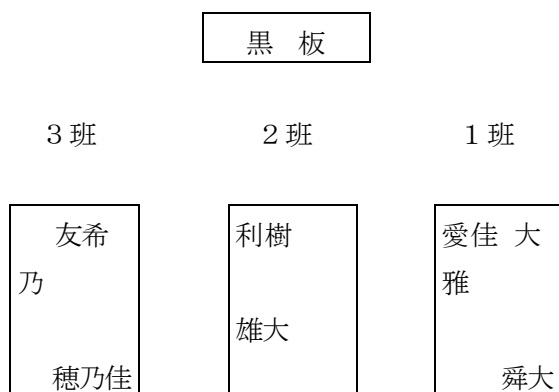 黒 板
３班 ２班 １班
友希
乃
穂乃佳
利樹
雄大
愛佳 大
雅
舜大